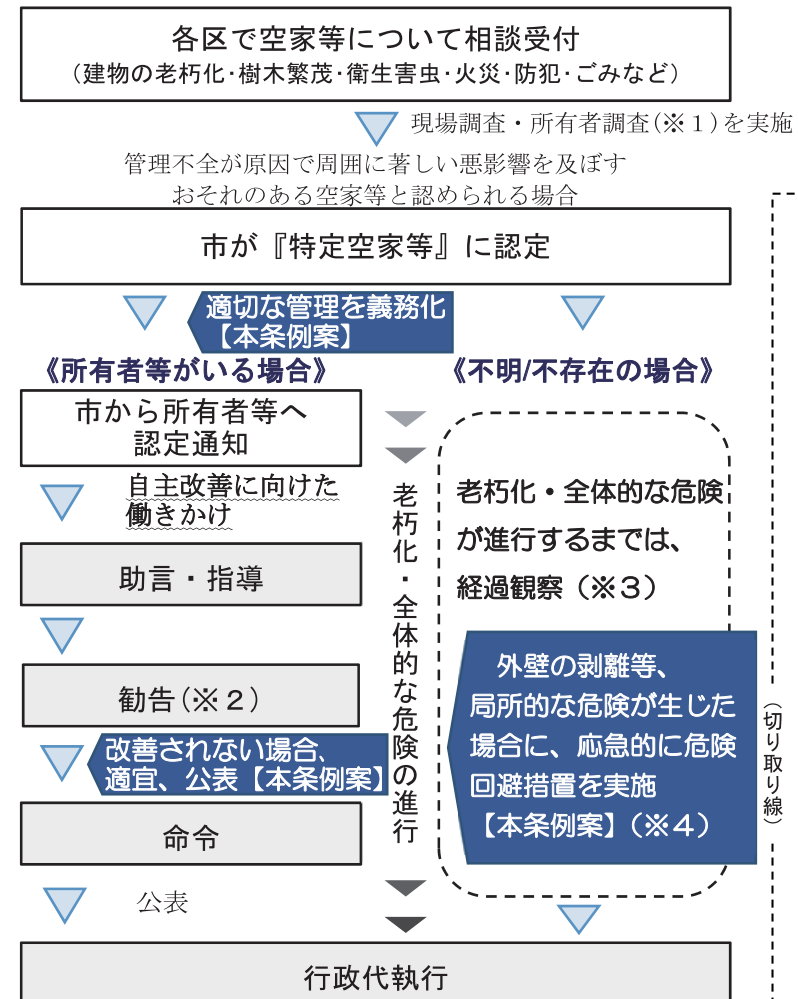 各区で空家等について相談受付
（建物の老朽化・樹木繁茂・衛生害虫・火災・防犯・ごみなど）
現場調査・所有者調査(※１)を実施
管理不全が原因で周囲に著しい悪影響を及ぼす
おそれのある空家等と認められる場合
市が『特定空家等』に認定
適切な管理を義務化
【本条例案】
《所有者等がいる場合》
《不明/不存在の場合》
市から所有者等へ
認定通知
自主改善に向けた
働きかけ
助言・指導
勧告(※２)
改善されない場合、
適宜、公表【本条例案】
命令
公表
老朽化・全体的な危険の進行
老朽化・全体的な危険
が進行するまでは、
経過観察（※３）
外壁の剥離等、
局所的な危険が生じた
場合に、応急的に危険
回避措置を実施
【本条例案】（※４）
（切り取り線）
行政代執行